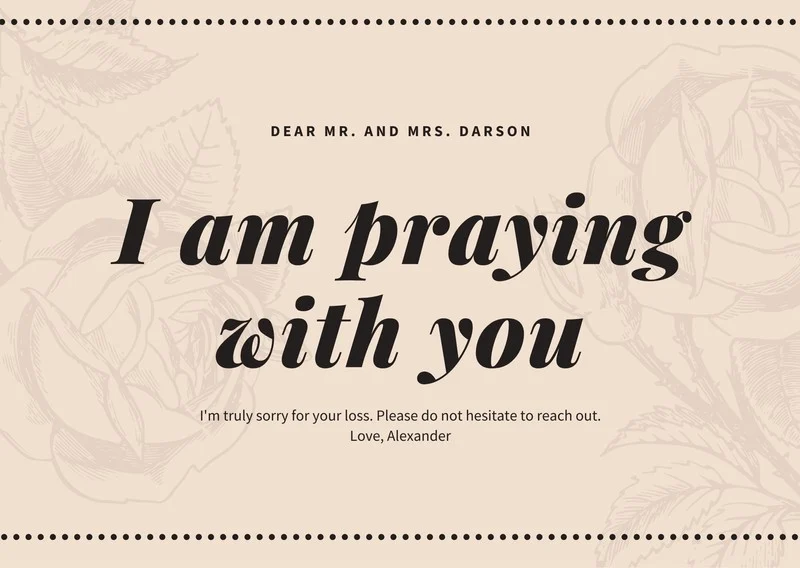 DEAR MR. AND MRS. DARSON
I am praying
with you
I'm truly sorry for your loss. Please do not hesitate to reach out.
Love, Alexander